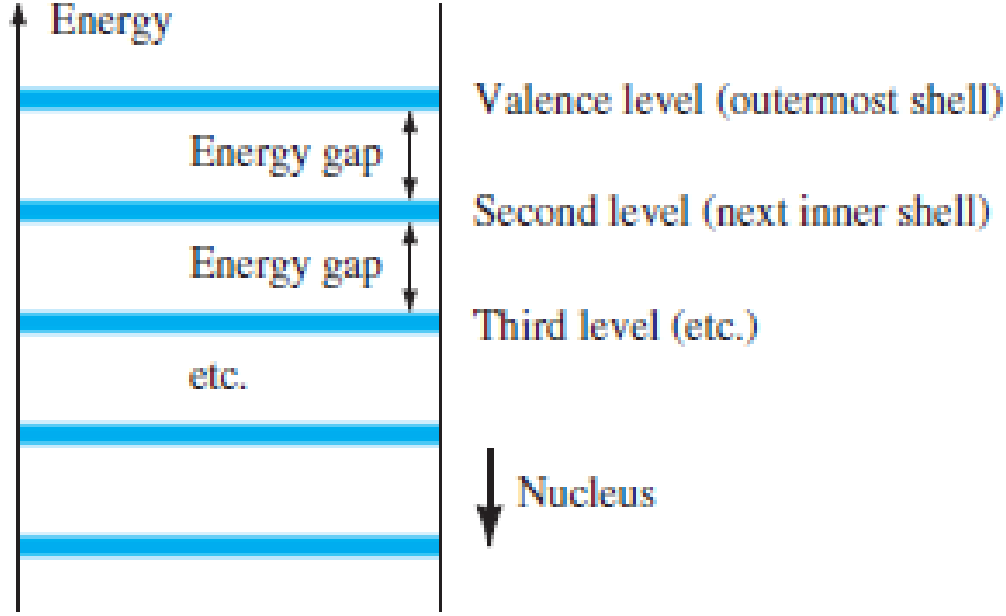 Energy
Valence level (outermost shell)
Energy gap
Second level (next inner shell)
Energy gap
Third level (etc.)
etc.
Nucleus